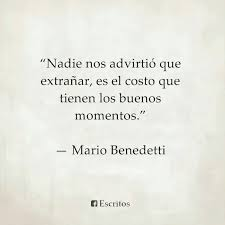 “Nadie nos advirtió que
extrañar, es el costo que
tienen los buenos
momentos.”
— Mario Benedetti
f Escritos